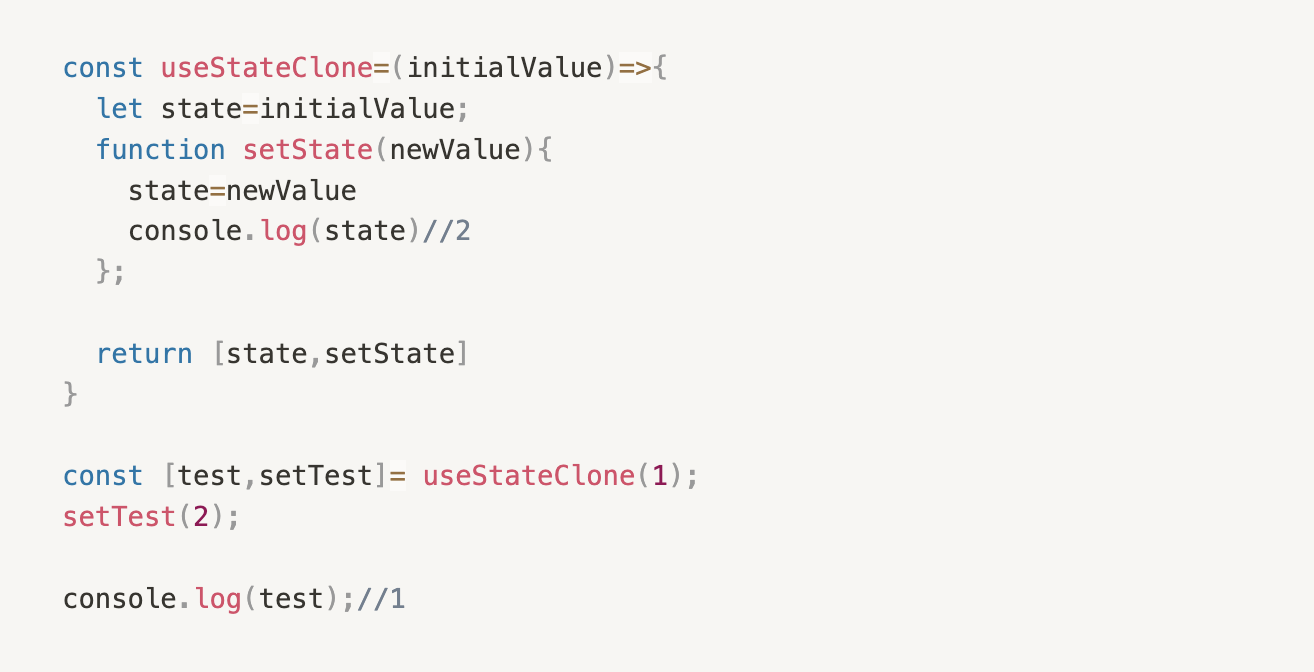 const useStateClone=(initialValue)=>{
  let state=initialValue;
  function setState(newValue){
    state=newValue
    console.log(state)//2
  };
  return [state,setState]
}
const [test,setTest]= useStateClone(1);
setTest(2);
console.log(test);//1